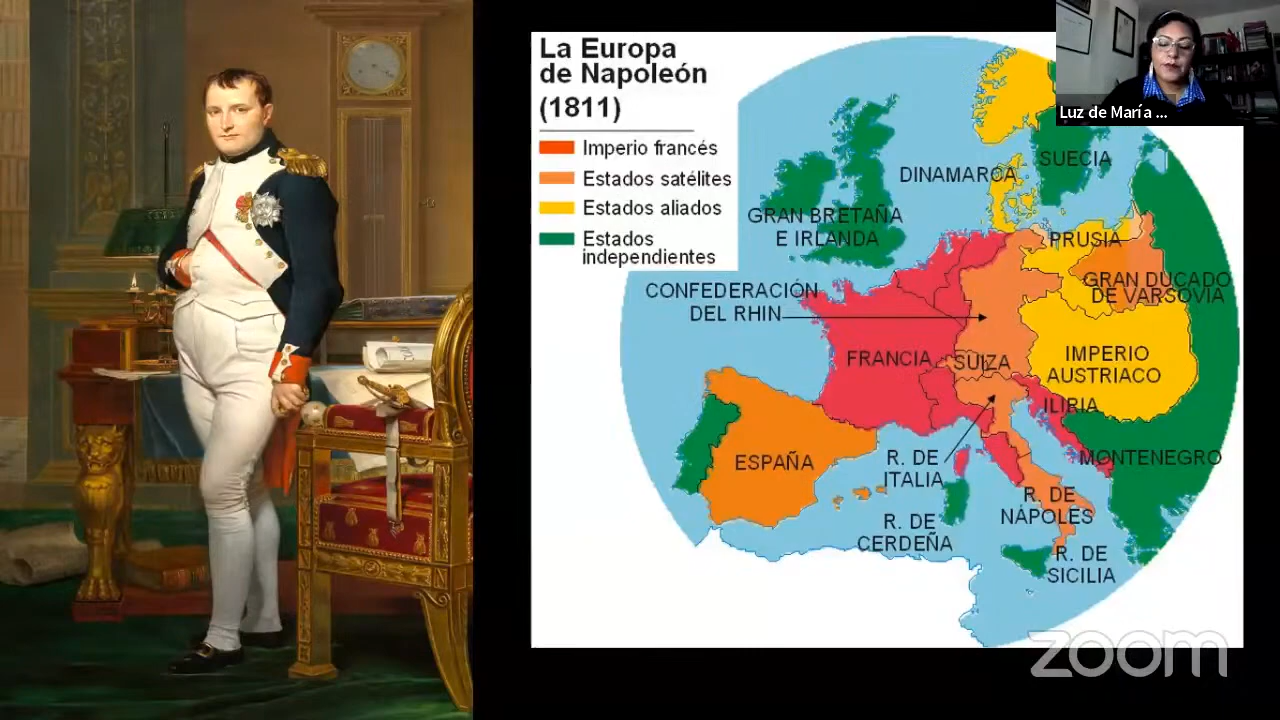 La Europa
de Napoleón
(1811)
Imperio francés
Estados satélites
Estados aliados
Estados
independientes
Luz de María ...
SUECIA
DINAMARCA
GRAN BRETAÑA
E IRLANDA
PRUSIA
GRAN DUCADO
DE VARSOVIA
CONFEDERACIÓN
DEL RHIN
FRANCIA
SUIZA
IMPERIO
AUSTRIACO
ILIRIA
ESPAÑA
R. DE
ITALIA
MONTENEGRO
R. DE
NÁPOLES
R. DE
CERDEÑA
R. DE
SICILIA
zoom